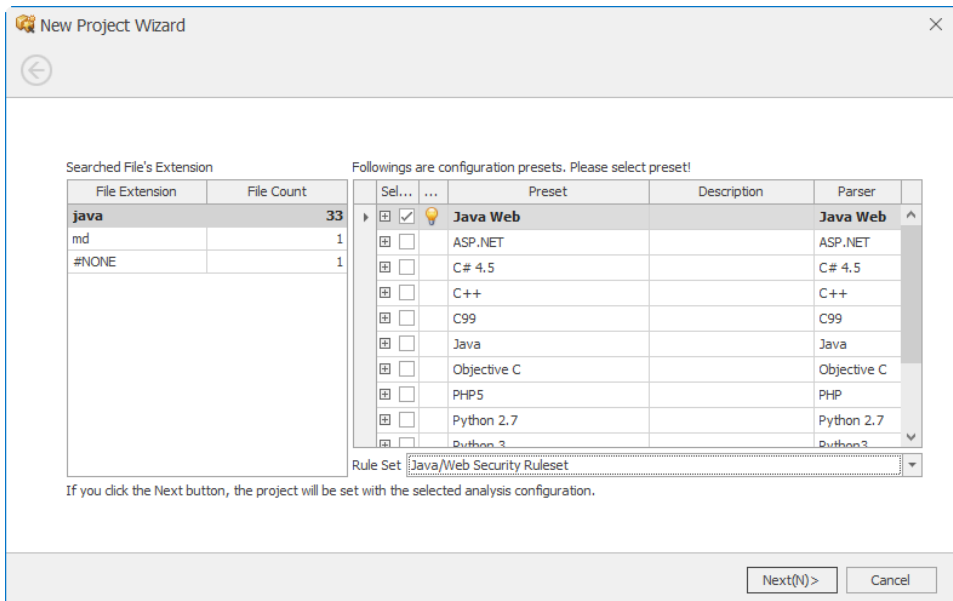 New Project Wizard
Searched File's Extension
Followings are configuration presets. Please select preset!
File Extension File Count
java 33
md 1
#NONE 1
Sel... ... Preset Description Parser
Java Web Java Web
ASP.NET ASP.NET
C# 4.5 C# 4.5
C++ C++
C99 C99
Java Java
Objective C Objective C
PHP5 PHP
Python 2.7 Python 2.7
Python 3 Python3
Rule Set Java/Web Security Ruleset
If you click the Next button, the project will be set with the selected analysis configuration.
Next(N)> Cancel